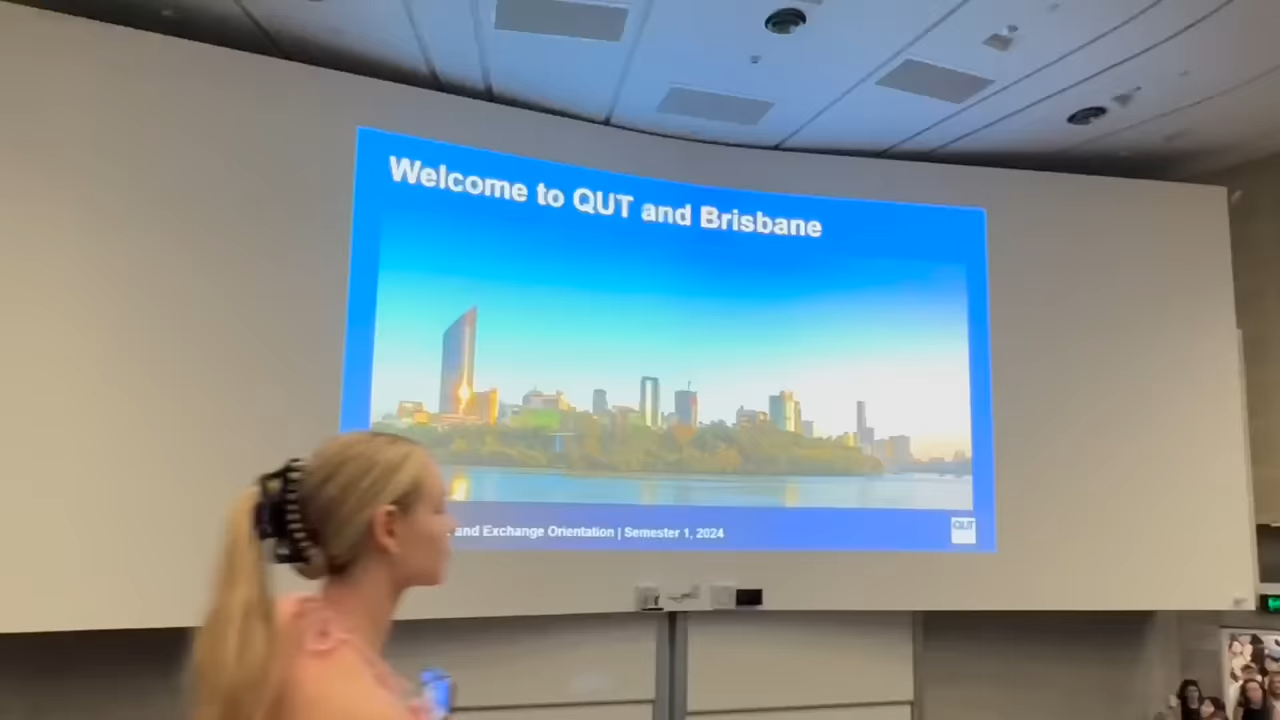 Welcome to QUT and Brisbane
and Exchange Orientation | Semester 1, 2024
QUT